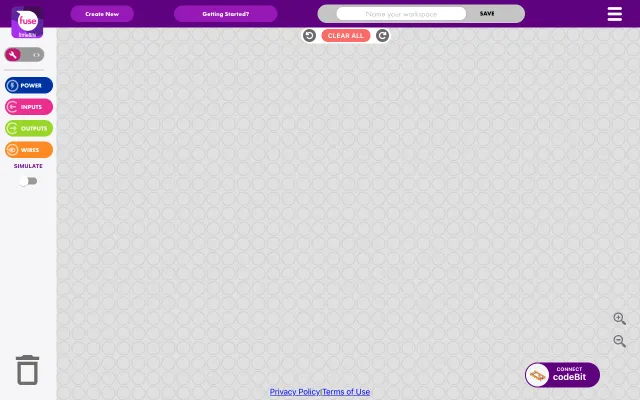 fuse
littleBits
Create New
Getting Started?
Name your workspace
SAVE
CLEAR ALL
POWER
INPUTS
OUTPUTS
WIRES
SIMULATE
CONNECT
codeBit
Privacy Policy|Terms of Use